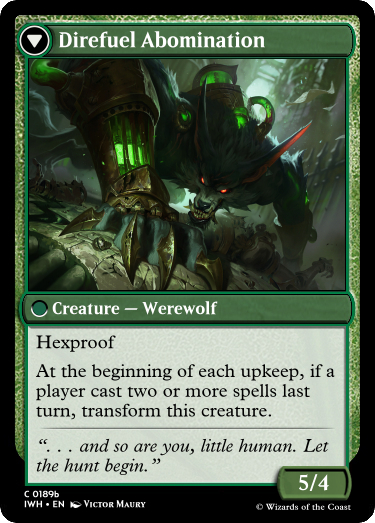 Direfuel Abomination
Creature — Werewolf
Hexproof
At the beginning of each upkeep, if a
player cast two or more spells last
turn, transform this creature.
“. . . and so are you, little human. Let
the hunt begin.”
5/4
C 0189b
IWH • EN Victor Maury
© Wizards of the Coast